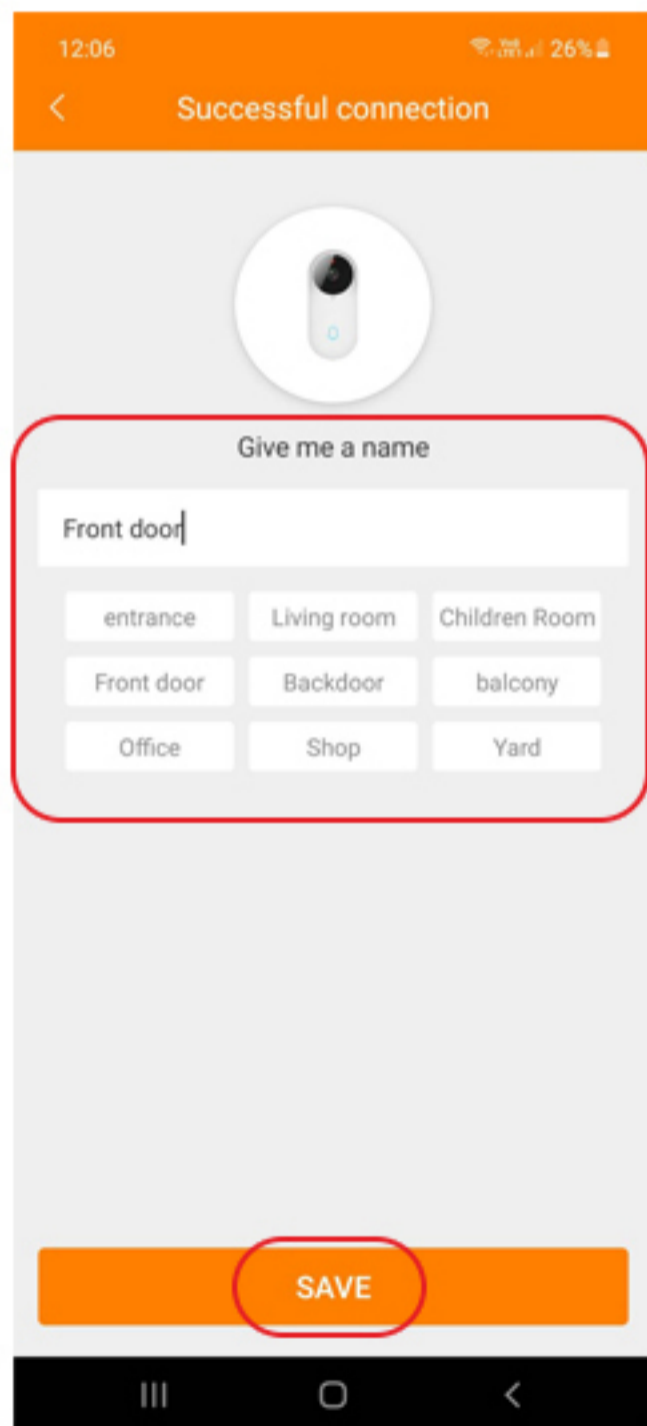 12:06 26%
Successful connection
Give me a name
Front door
entrance Living room Children Room
Front door Backdoor balcony
Office Shop Yard
SAVE